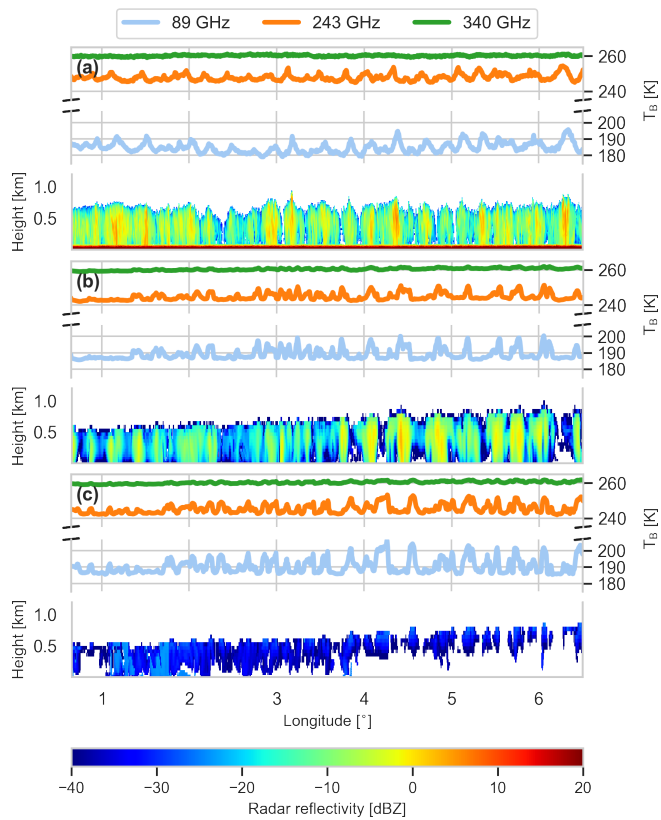 89 GHz 243 GHz 340 GHz
(a)
260
240
200
190
180
T_B [K]
1.0
0.5
Height [km]
(b)
260
240
200
190
180
T_B [K]
1.0
0.5
Height [km]
(c)
260
240
200
190
180
T_B [K]
1.0
0.5
Height [km]
1 2 3 4 5 6
Longitude [°]
−40 −30 −20 −10 0 10 20
Radar reflectivity [dBZ]